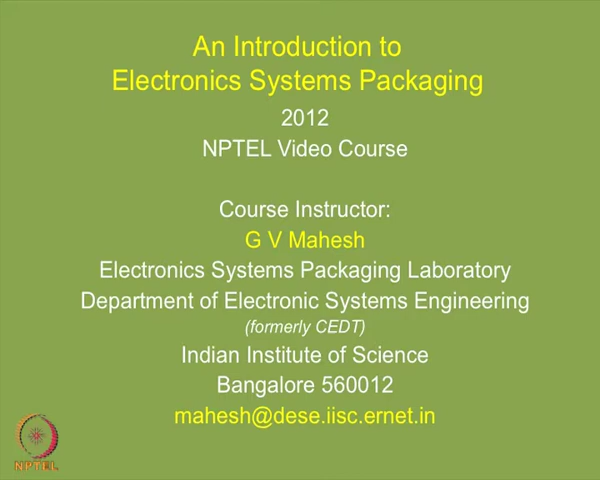 An Introduction to
Electronics Systems Packaging
2012
NPTEL Video Course
Course Instructor:
G V Mahesh
Electronics Systems Packaging Laboratory
Department of Electronic Systems Engineering
(formerly CEDT)
Indian Institute of Science
Bangalore 560012
mahesh@dese.iisc.ernet.in
NPTEL